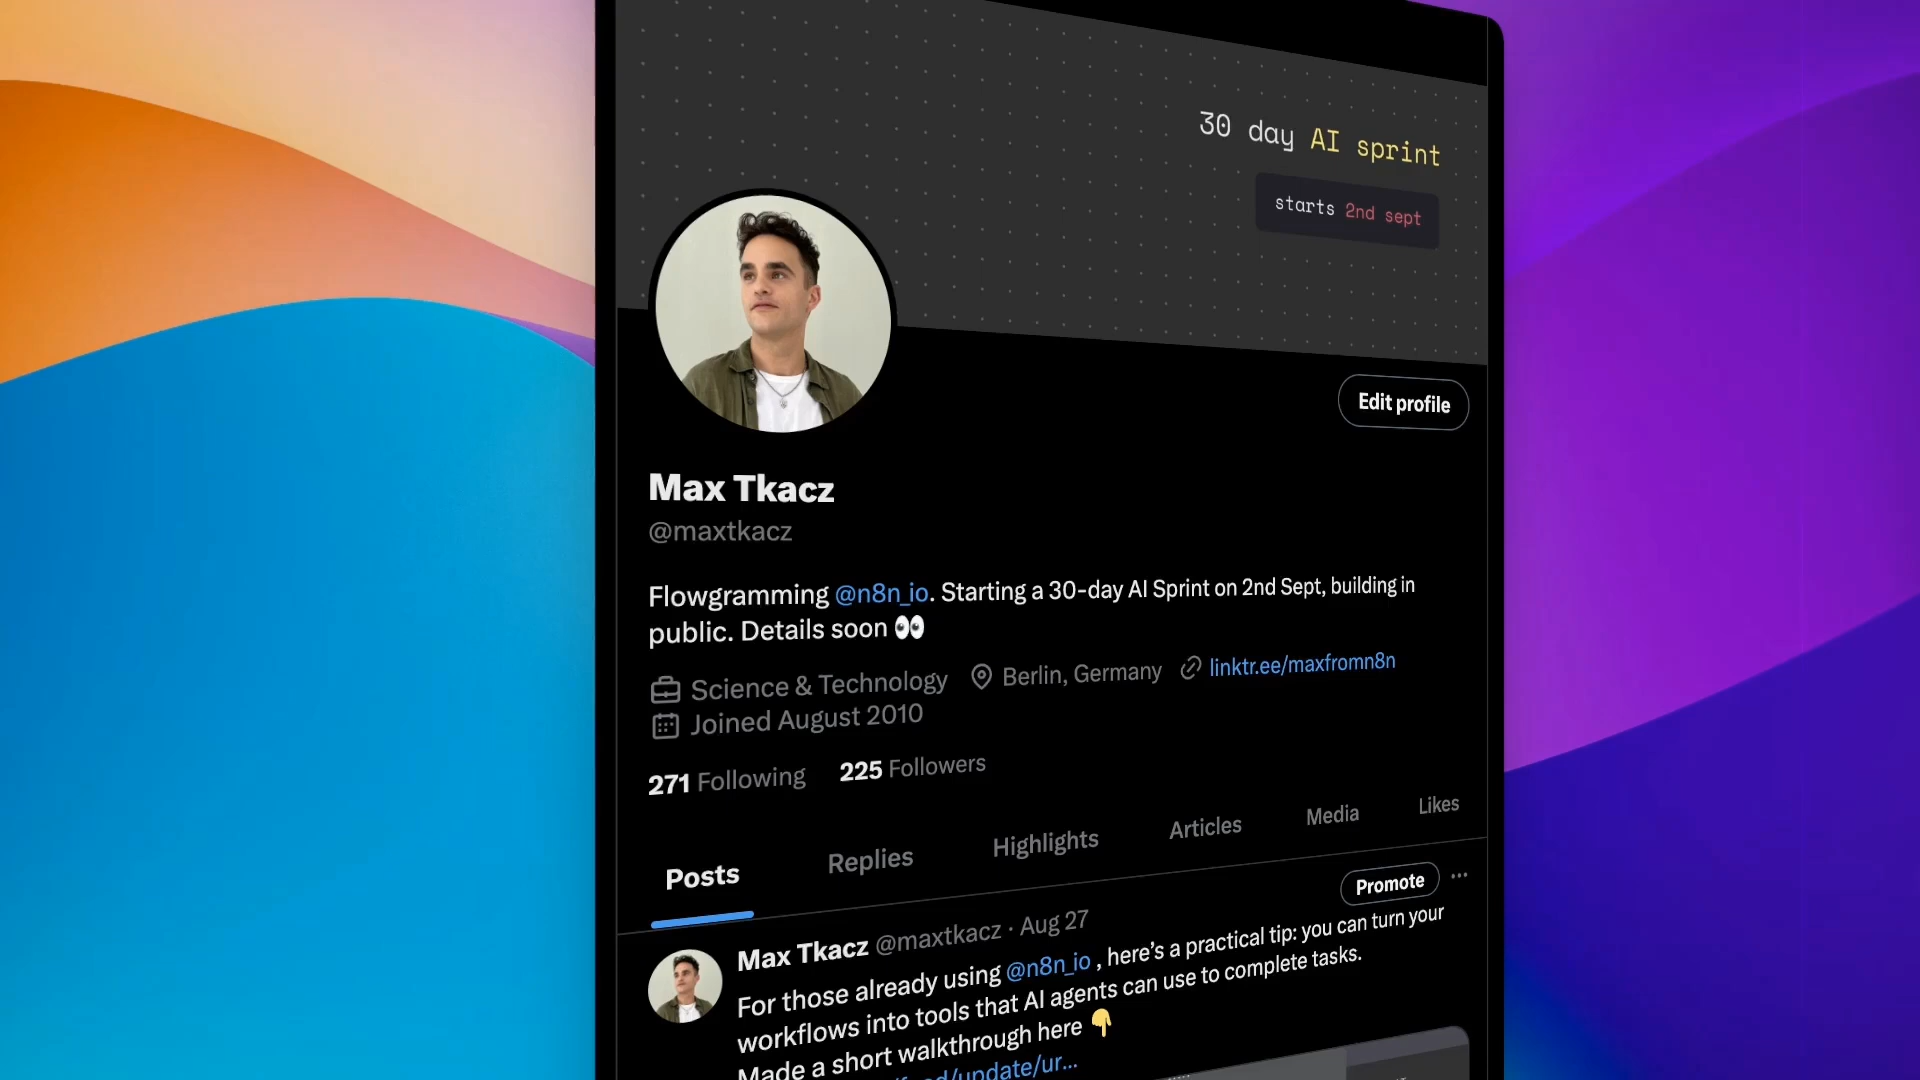 30 day AI sprint
starts 2nd sept
Edit profile
Max Tkacz
@maxtkacz
Flowgramming @n8n_io. Starting a 30-day AI Sprint on 2nd Sept, building in
public. Details soon 👀
Science & Technology Berlin, Germany linktr.ee/maxfromn8n
Joined August 2010
271 Following 225 Followers
Posts Replies Highlights Articles Media Likes
Promote ···
Max Tkacz @maxtkacz · Aug 27
For those already using @n8n_io , here’s a practical tip: you can turn your
workflows into tools that AI agents can use to complete tasks.
Made a short walkthrough here 👇
/update/ur...